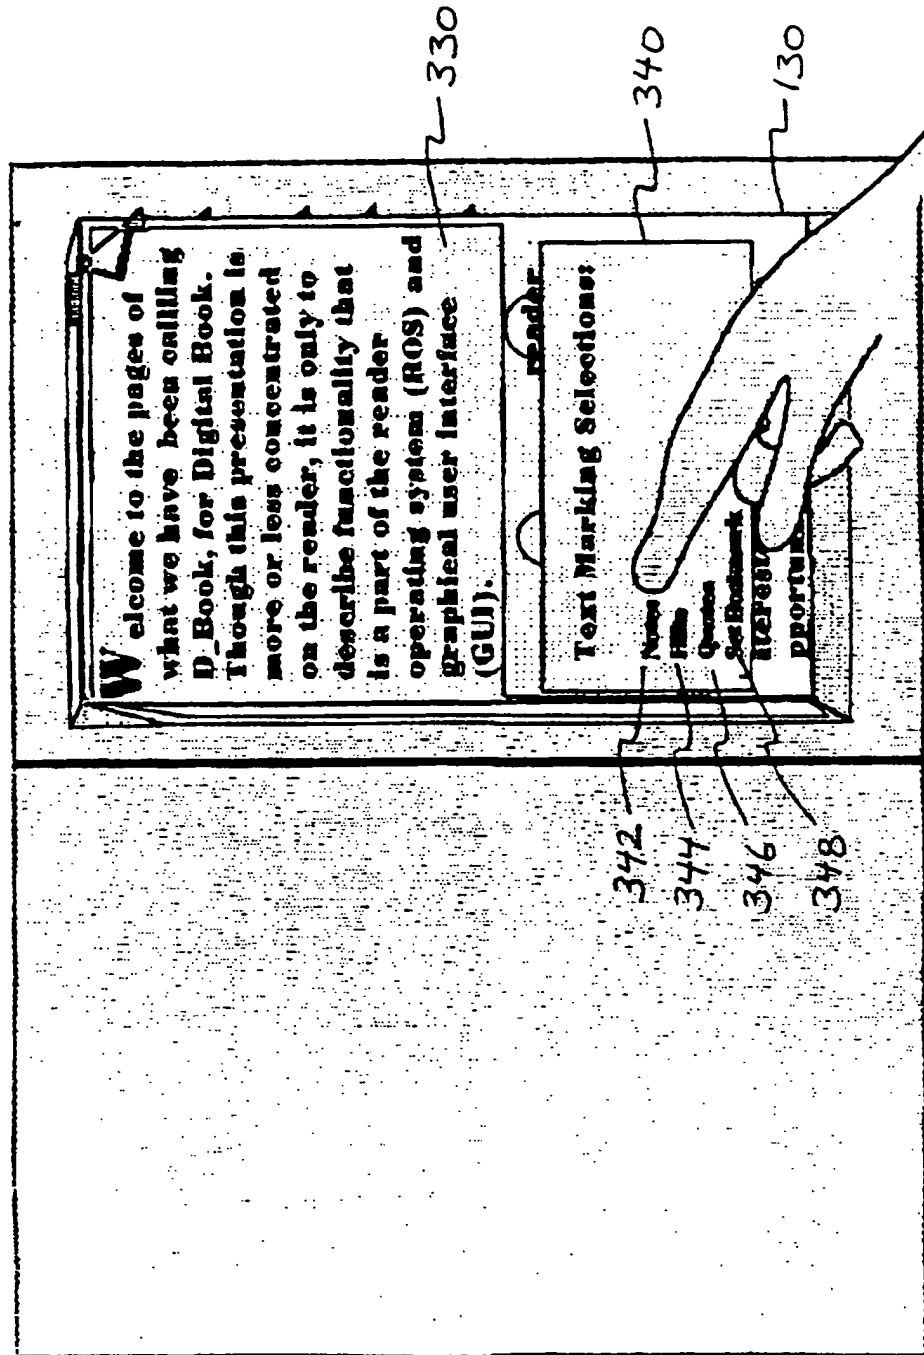 Welcome to the pages of
what we have been callling
D_Book, for Digital Book.
Though this presentation is
more or less concentrated
on the reader, it is only to
describe functionality that
is a part of the reader
operating system (ROS) and
graphical user interface
(GUI).
330
reader
Text Marking Selections:
340
342
Notes
344
346
Quotes
348
Set Bookmark
130
pportun